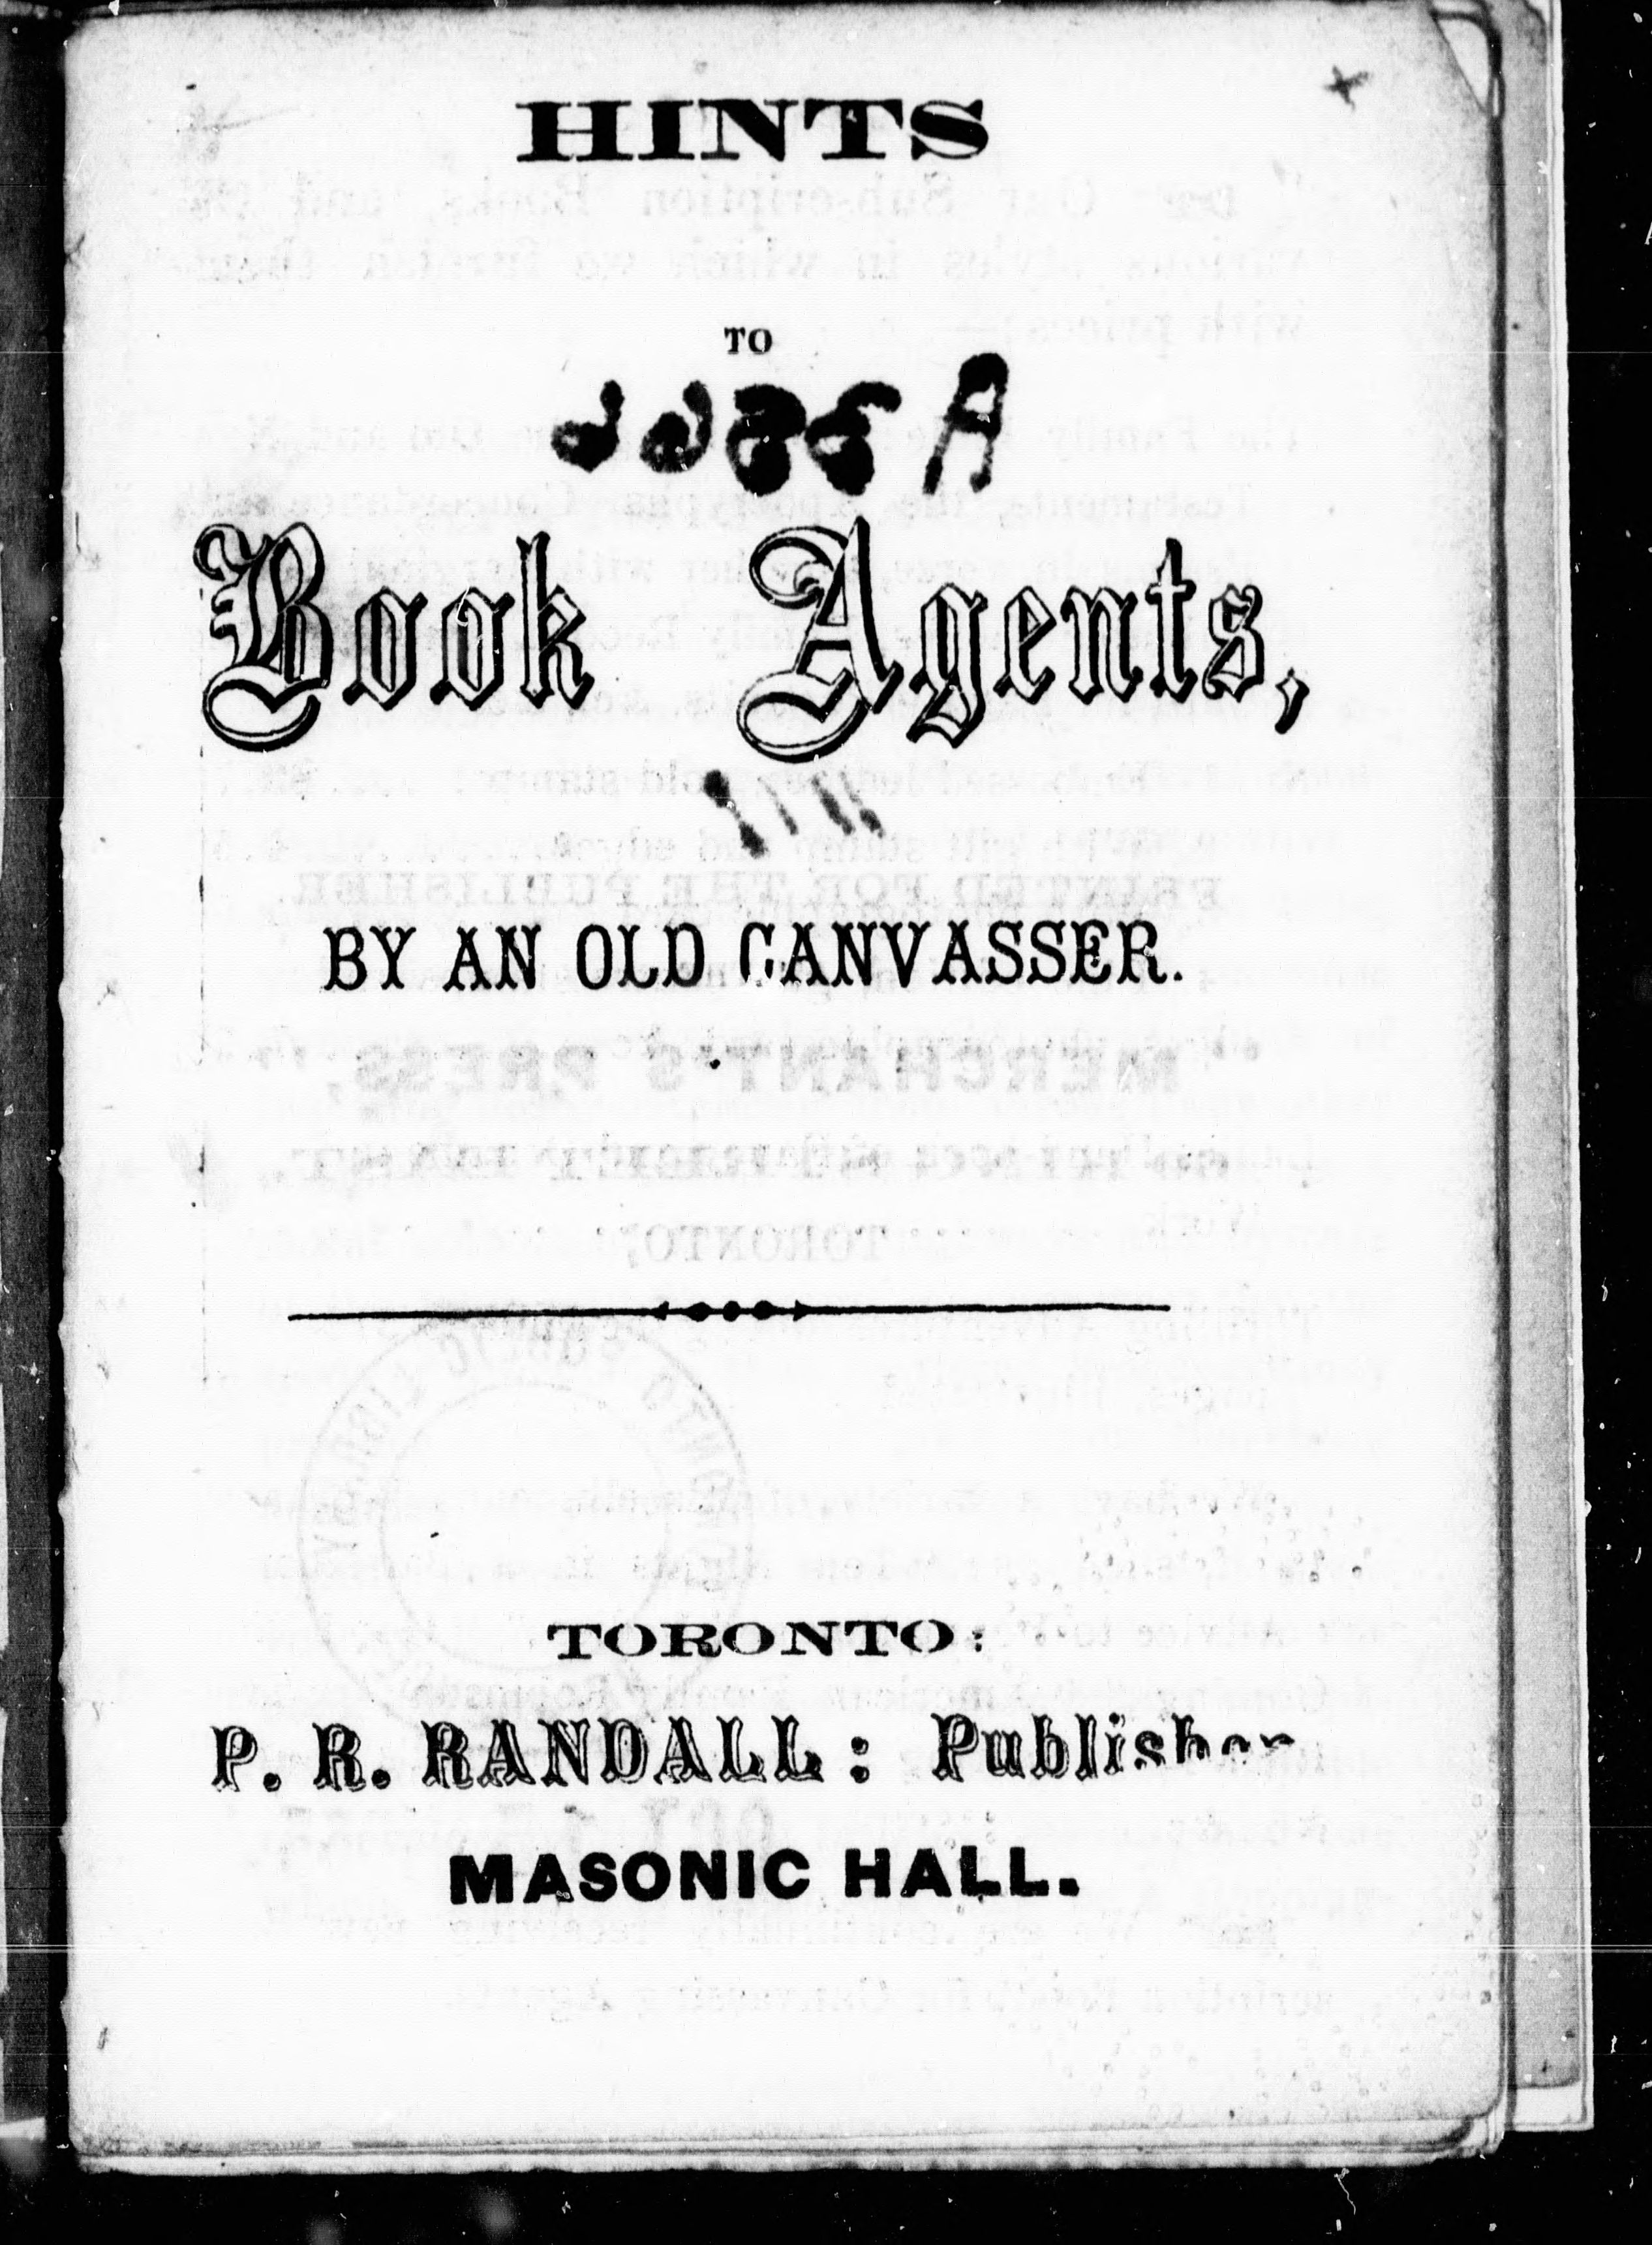 HINTS
TO
Book Agents,
BY AN OLD CANVASSER.
TORONTO:
P. R. RANDALL: Publisher
MASONIC HALL.